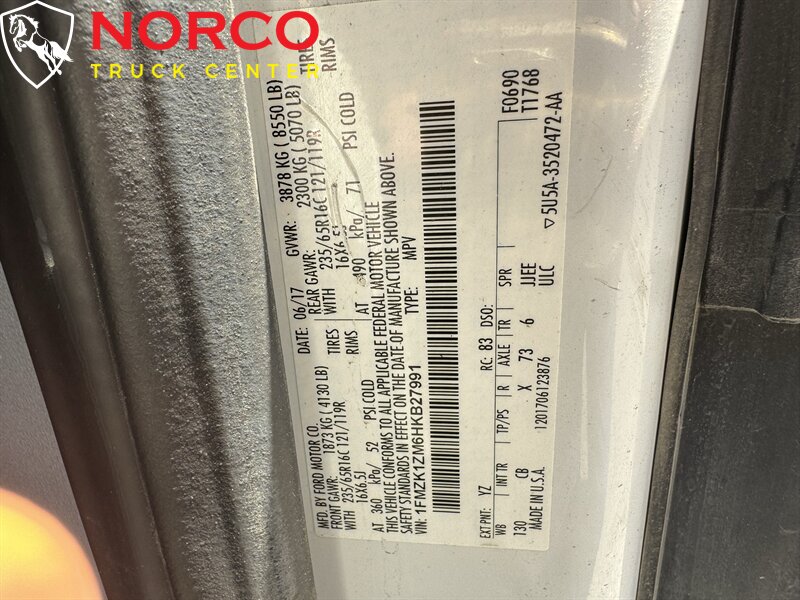 NORCO
TRUCK CENTER
MFD. BY FORD MOTOR CO.
DATE: 06/17 GVWR: 3878 KG ( 8550 LB)
FRONT GAWR: 1873 KG ( 4130 LB) REAR GAWR: 2300 KG ( 5070 LB)
WITH 235/65R16C 121/119R TIRES WITH 235/65R16C 121/119R TIRES
16X6.5J RIMS 16X6.5J RIMS
AT 360 kPa/ 52 PSI COLD AT 490 kPa/ 71 PSI COLD
THIS VEHICLE CONFORMS TO ALL APPLICABLE FEDERAL MOTOR VEHICLE
SAFETY STANDARDS IN EFFECT ON THE DATE OF MANUFACTURE SHOWN ABOVE.
VIN: 1FMZK1ZM6HKB27991 TYPE: MPV
F0690
T1768
EXT PNT: YZ RC: 83 DSO:
WB INT TR TP/PS R AXLE TR SPR
130 CB X 73 6 JJEE
MADE IN U.S.A. 1201706123876 ULC
▽5U5A-3520472-AA